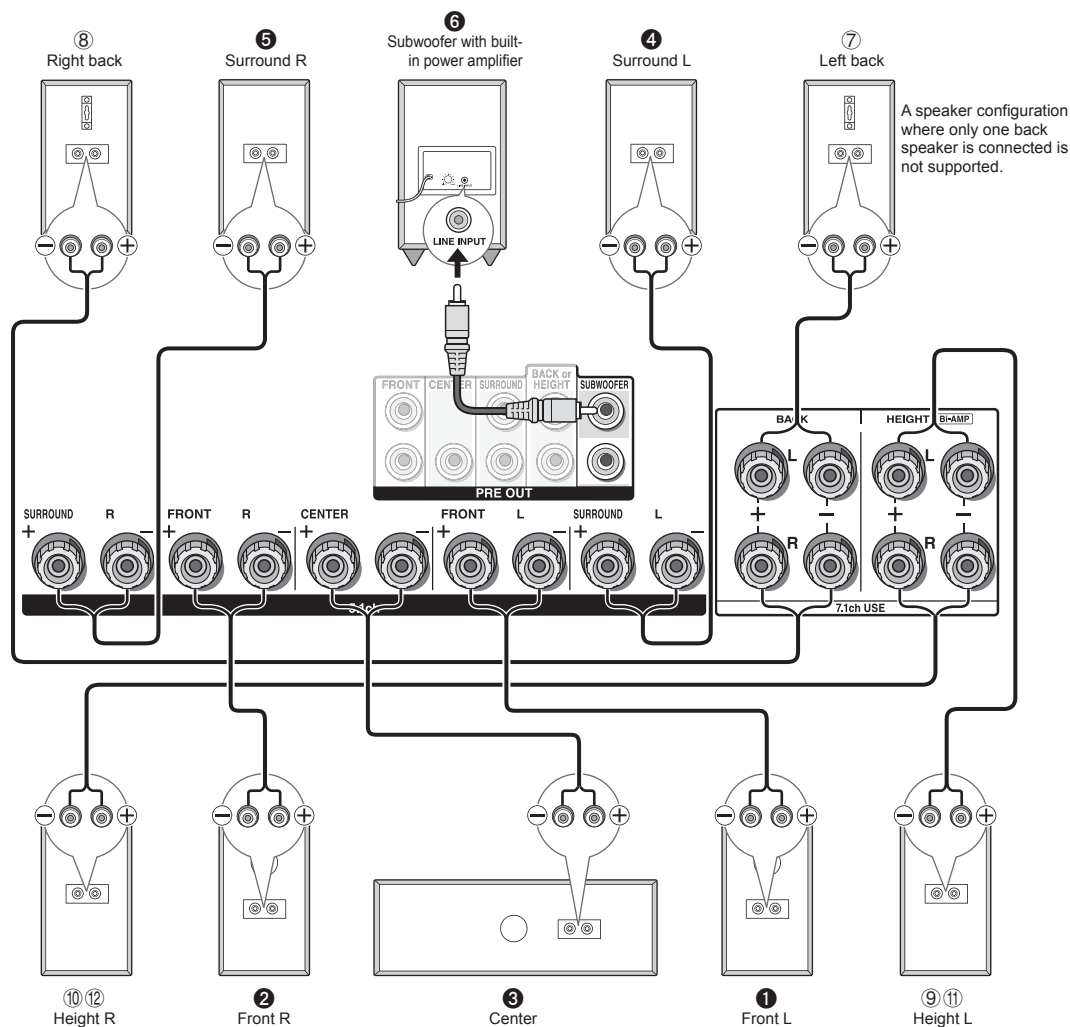 ⑧
Right back
❺
Surround R
❻
Subwoofer with built-
in power amplifier
❹
Surround L
⑦
Left back
A speaker configuration
where only one back
speaker is connected is
not supported.
LINE INPUT
− + − + − + − +
FRONT CENTER SURROUND BACK or
HEIGHT SUBWOOFER
PRE OUT
BACK HEIGHT Bi-AMP
L L
+ − + −
R R
7.1ch USE
SURROUND R FRONT R CENTER FRONT L SURROUND L
+ − + − + − + − + −
− + − + − + − + − +
⑩⑫
Height R
❷
Front R
❸
Center
❶
Front L
⑨⑪
Height L